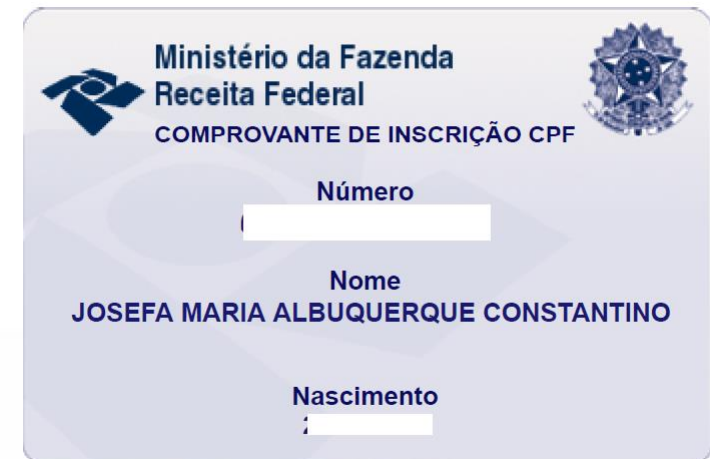 Ministério da Fazenda
Receita Federal
COMPROVANTE DE INSCRIÇÃO CPF
Número
Nome
JOSEFA MARIA ALBUQUERQUE CONSTANTINO
Nascimento